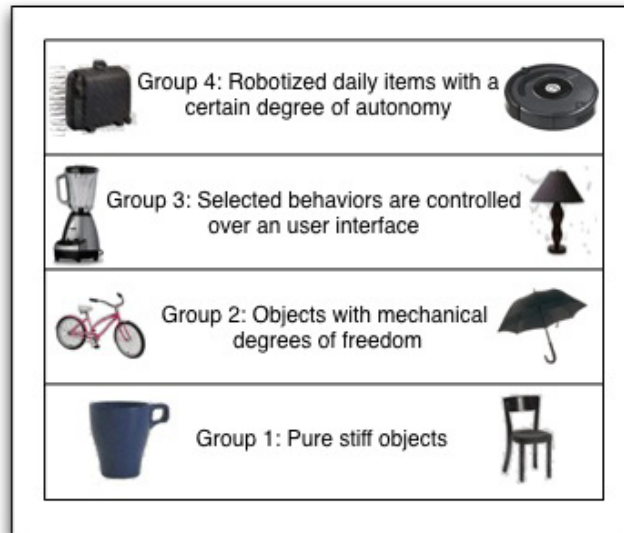 Group 4: Robotized daily items with a
certain degree of autonomy
Group 3: Selected behaviors are controlled
over an user interface
Group 2: Objects with mechanical
degrees of freedom
Group 1: Pure stiff objects